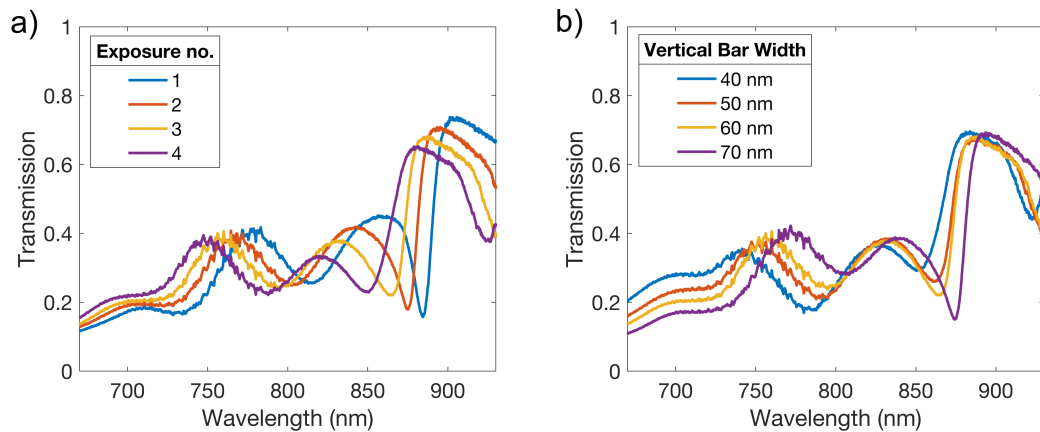 a)
Exposure no.
1
2
3
4
1
0.8
0.6
0.4
0.2
0
Transmission
700 750 800 850 900
Wavelength (nm)
b)
Vertical Bar Width
40 nm
50 nm
60 nm
70 nm
1
0.8
0.6
0.4
0.2
0
Transmission
700 750 800 850 900
Wavelength (nm)